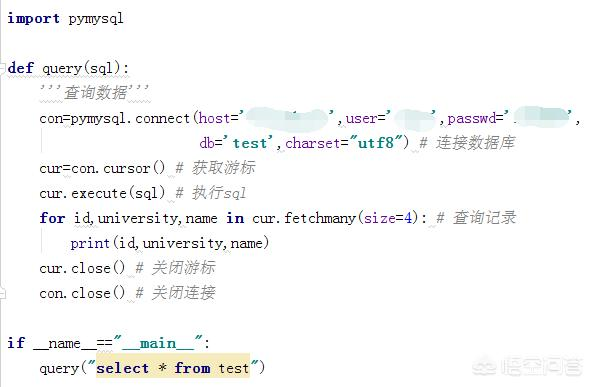 import pymysql
def query(sql):
'''查询数据'''
con=pymysql.connect(host='',user='',passwd='',
db='test',charset="utf8") # 连接数据库
cur=con.cursor() # 获取游标
cur.execute(sql) # 执行sql
for id,university,name in cur.fetchmany(size=4): # 查询记录
print(id,university,name)
cur.close() # 关闭游标
con.close() # 关闭连接
if __name__=="__main__":
query("select * from test")
悟空问答